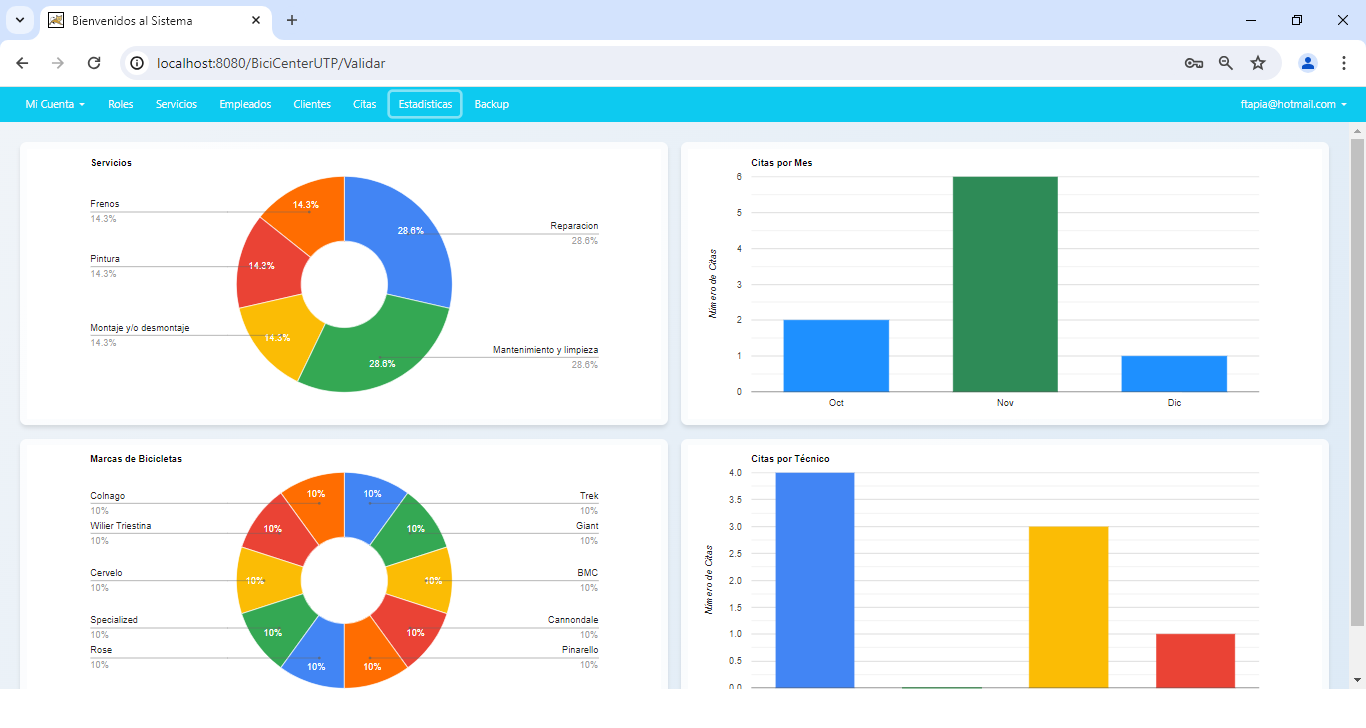 Bienvenidos al Sistema
localhost:8080/BiciCenterUTP/Validar
Mi Cuenta Roles Servicios Empleados Clientes Citas Estadísticas Backup ftapia@hotmail.com
Servicios
Frenos
14.3%
Pintura
14.3%
Montaje y/o desmontaje
14.3%
14.3%
28.6%
14.3%
14.3%
28.6%
Reparacion
28.6%
Mantenimiento y limpieza
28.6%
Citas por Mes
Número de Citas
6
5
4
3
2
1
0
Oct Nov Dic
Marcas de Bicicletas
Colnago
10%
Wilier Triestina
10%
Cervelo
10%
Specialized
10%
Rose
10%
10% 10%
10% 10%
10% 10%
10% 10%
10% 10%
Trek
10%
Giant
10%
BMC
10%
Cannondale
10%
Pinarello
10%
Citas por Técnico
Número de Citas
4.0
3.5
3.0
2.5
2.0
1.5
1.0
0.5
0.0